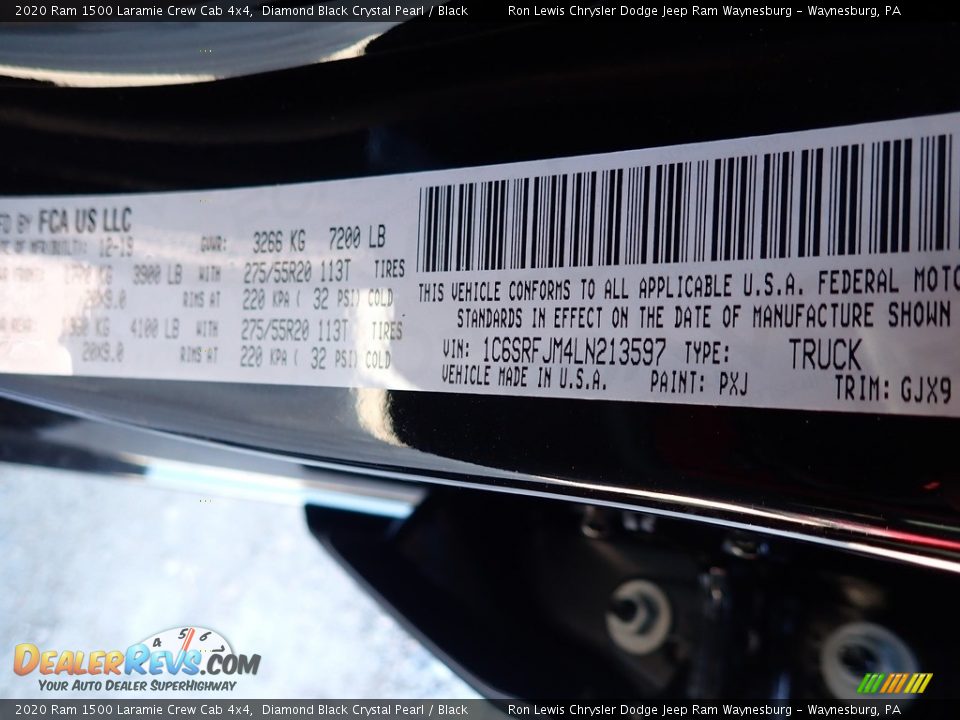 2020 Ram 1500 Laramie Crew Cab 4x4, Diamond Black Crystal Pearl / Black Ron Lewis Chrysler Dodge Jeep Ram Waynesburg - Waynesburg, PA
FD BY FCA US LLC
12-19 GVWR: 3266 KG 7200 LB
KG 3900 LB WITH 275/55R20 113T TIRES
20X9.0 RIMS AT 220 KPA ( 32 PSI) COLD
KG 4100 LB WITH 275/55R20 113T TIRES
20X9.0 RIMS AT 220 KPA ( 32 PSI) COLD
THIS VEHICLE CONFORMS TO ALL APPLICABLE U.S.A. FEDERAL MOTO
STANDARDS IN EFFECT ON THE DATE OF MANUFACTURE SHOWN
VIN: 1C6SRFJM4LN213597 TYPE: TRUCK
VEHICLE MADE IN U.S.A. PAINT: PXJ TRIM: GJX9
4 5 6
DEALERREVS.COM
YOUR AUTO DEALER SUPERHIGHWAY
2020 Ram 1500 Laramie Crew Cab 4x4, Diamond Black Crystal Pearl / Black Ron Lewis Chrysler Dodge Jeep Ram Waynesburg - Waynesburg, PA